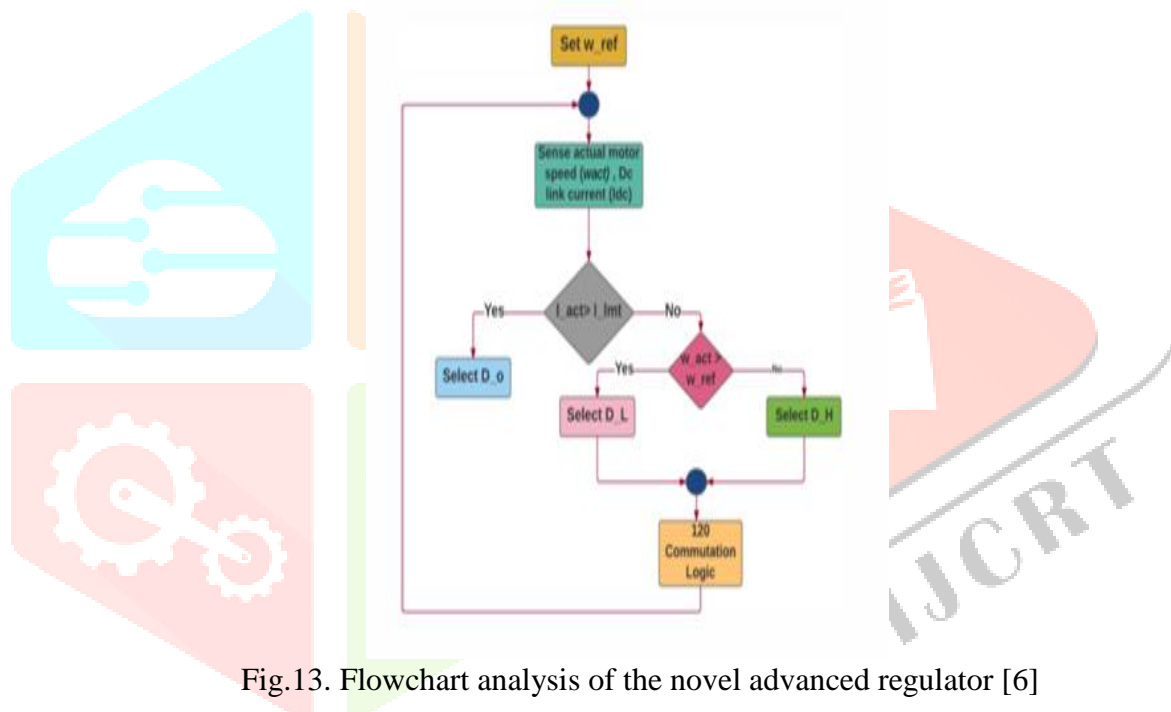 Set w_ref
Sense actual motor
speed (wact) , Dc
link current (Idc)
I_act> I_lmt
Yes
No
Select D_o
w_act >
w_ref
Yes
No
Select D_L
Select D_H
120
Commutation
Logic
IJCRT
Fig.13. Flowchart analysis of the novel advanced regulator [6]